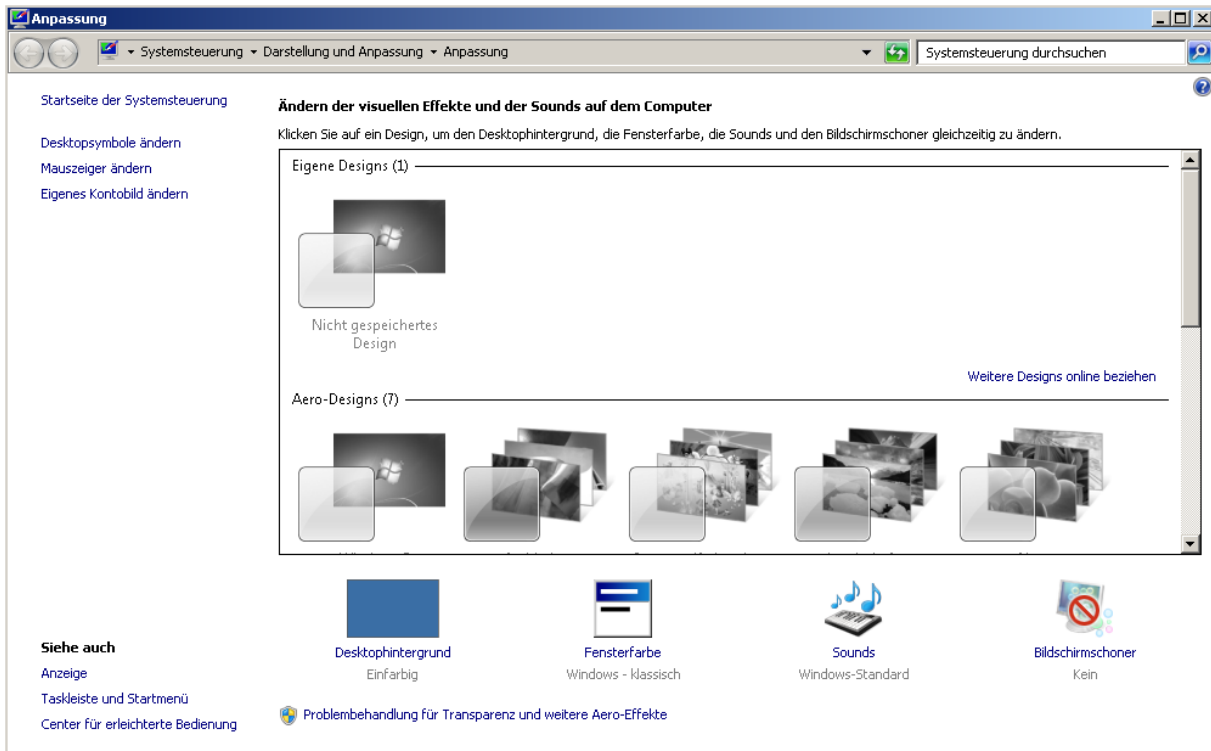 Anpassung
Systemsteuerung Darstellung und Anpassung Anpassung
Systemsteuerung durchsuchen
Startseite der Systemsteuerung
Desktopsymbole ändern
Mauszeiger ändern
Eigenes Kontobild ändern
Ändern der visuellen Effekte und der Sounds auf dem Computer
Klicken Sie auf ein Design, um den Desktophintergrund, die Fensterfarbe, die Sounds und den Bildschirmschoner gleichzeitig zu ändern.
Eigene Designs (1)
Nicht gespeichertes
Design
Weitere Designs online beziehen
Aero-Designs (7)
Desktophintergrund
Einfarbig
Fensterfarbe
Windows - klassisch
Sounds
Windows-Standard
Bildschirmschoner
Kein
Siehe auch
Anzeige
Taskleiste und Startmenü
Center für erleichterte Bedienung
Problembehandlung für Transparenz und weitere Aero-Effekte